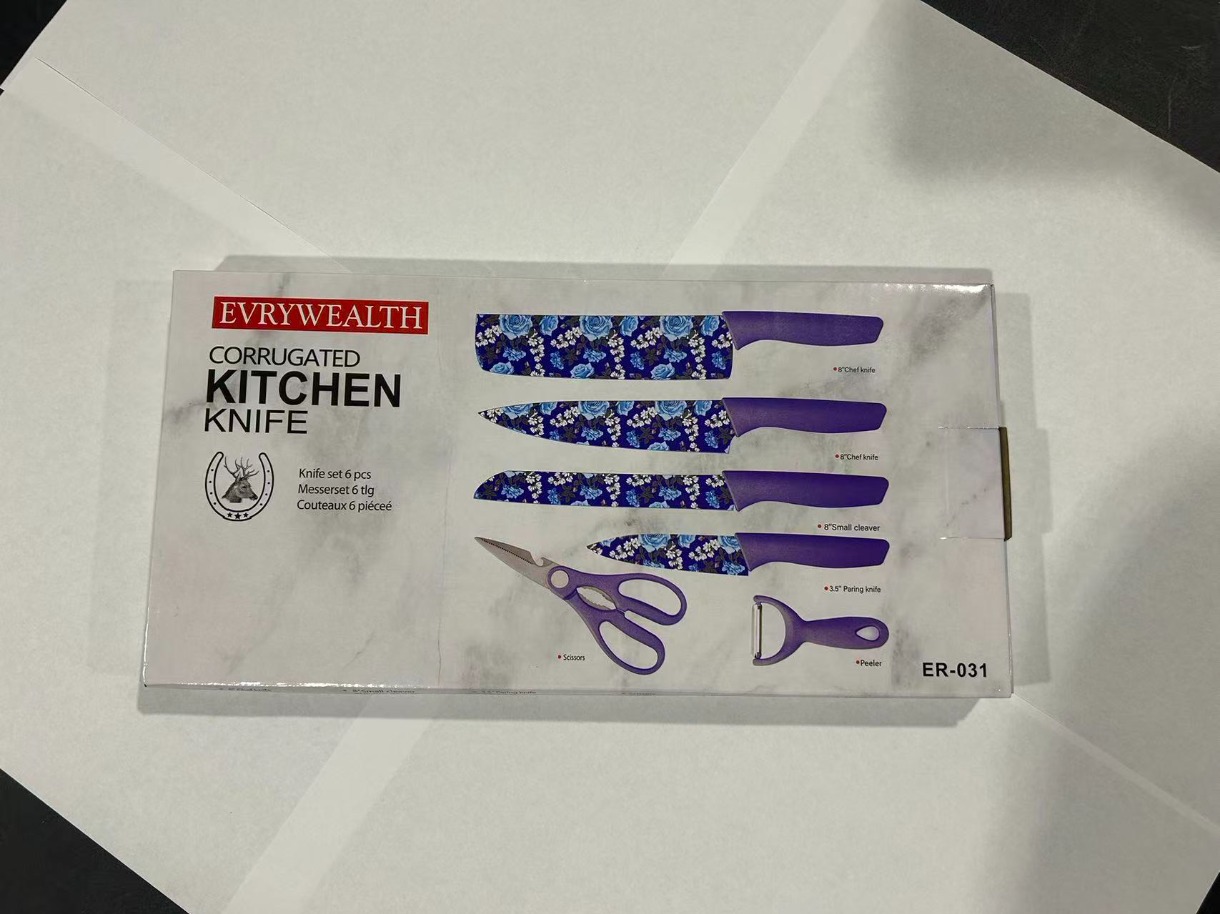 EVRYWEALTH
CORRUGATED
KITCHEN
KNIFE
Knife set 6 pcs
Messerset 6 tlg
Couteaux 6 piéceé
8"Chef knife
8"Chef knife
8"Small cleaver
3.5" Paring knife
Scissors
Peeler
ER-031